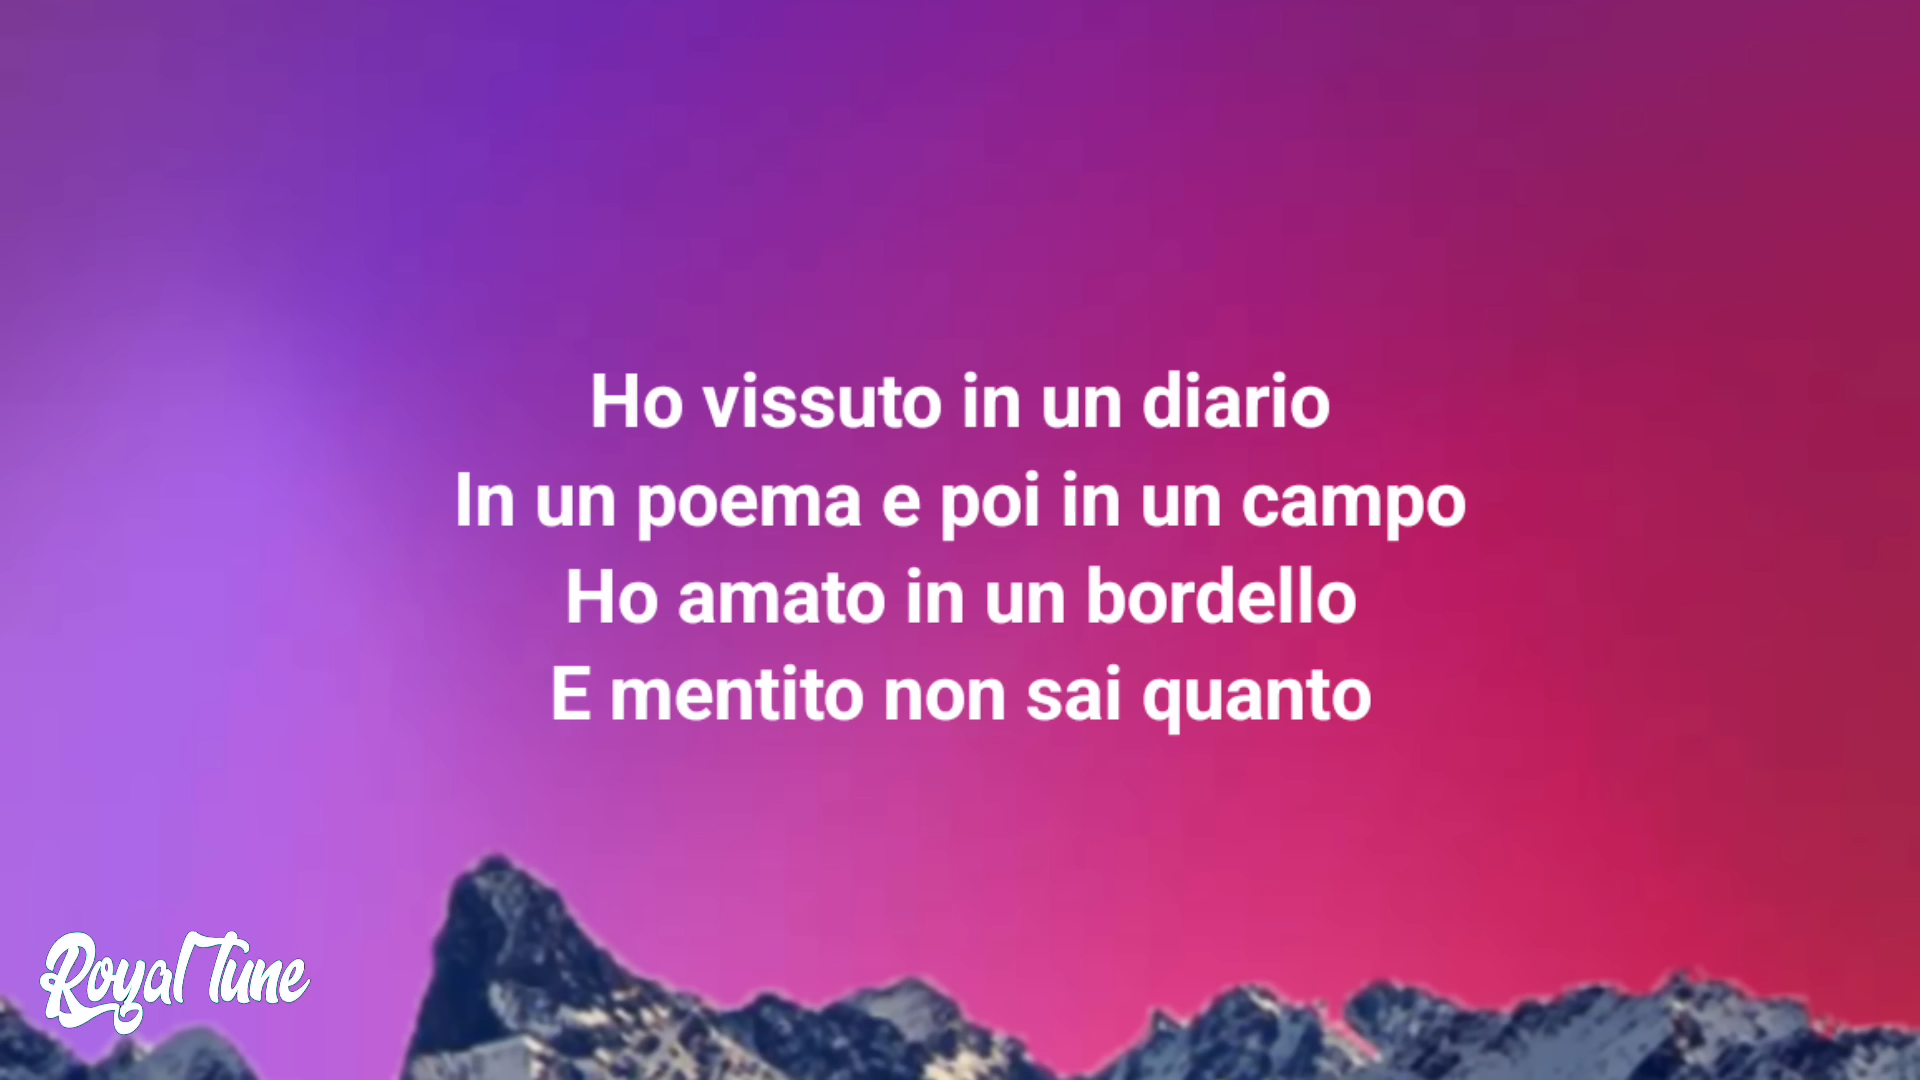 Ho vissuto in un diario
In un poema e poi in un campo
Ho amato in un bordello
E mentito non sai quanto
Royal Tune